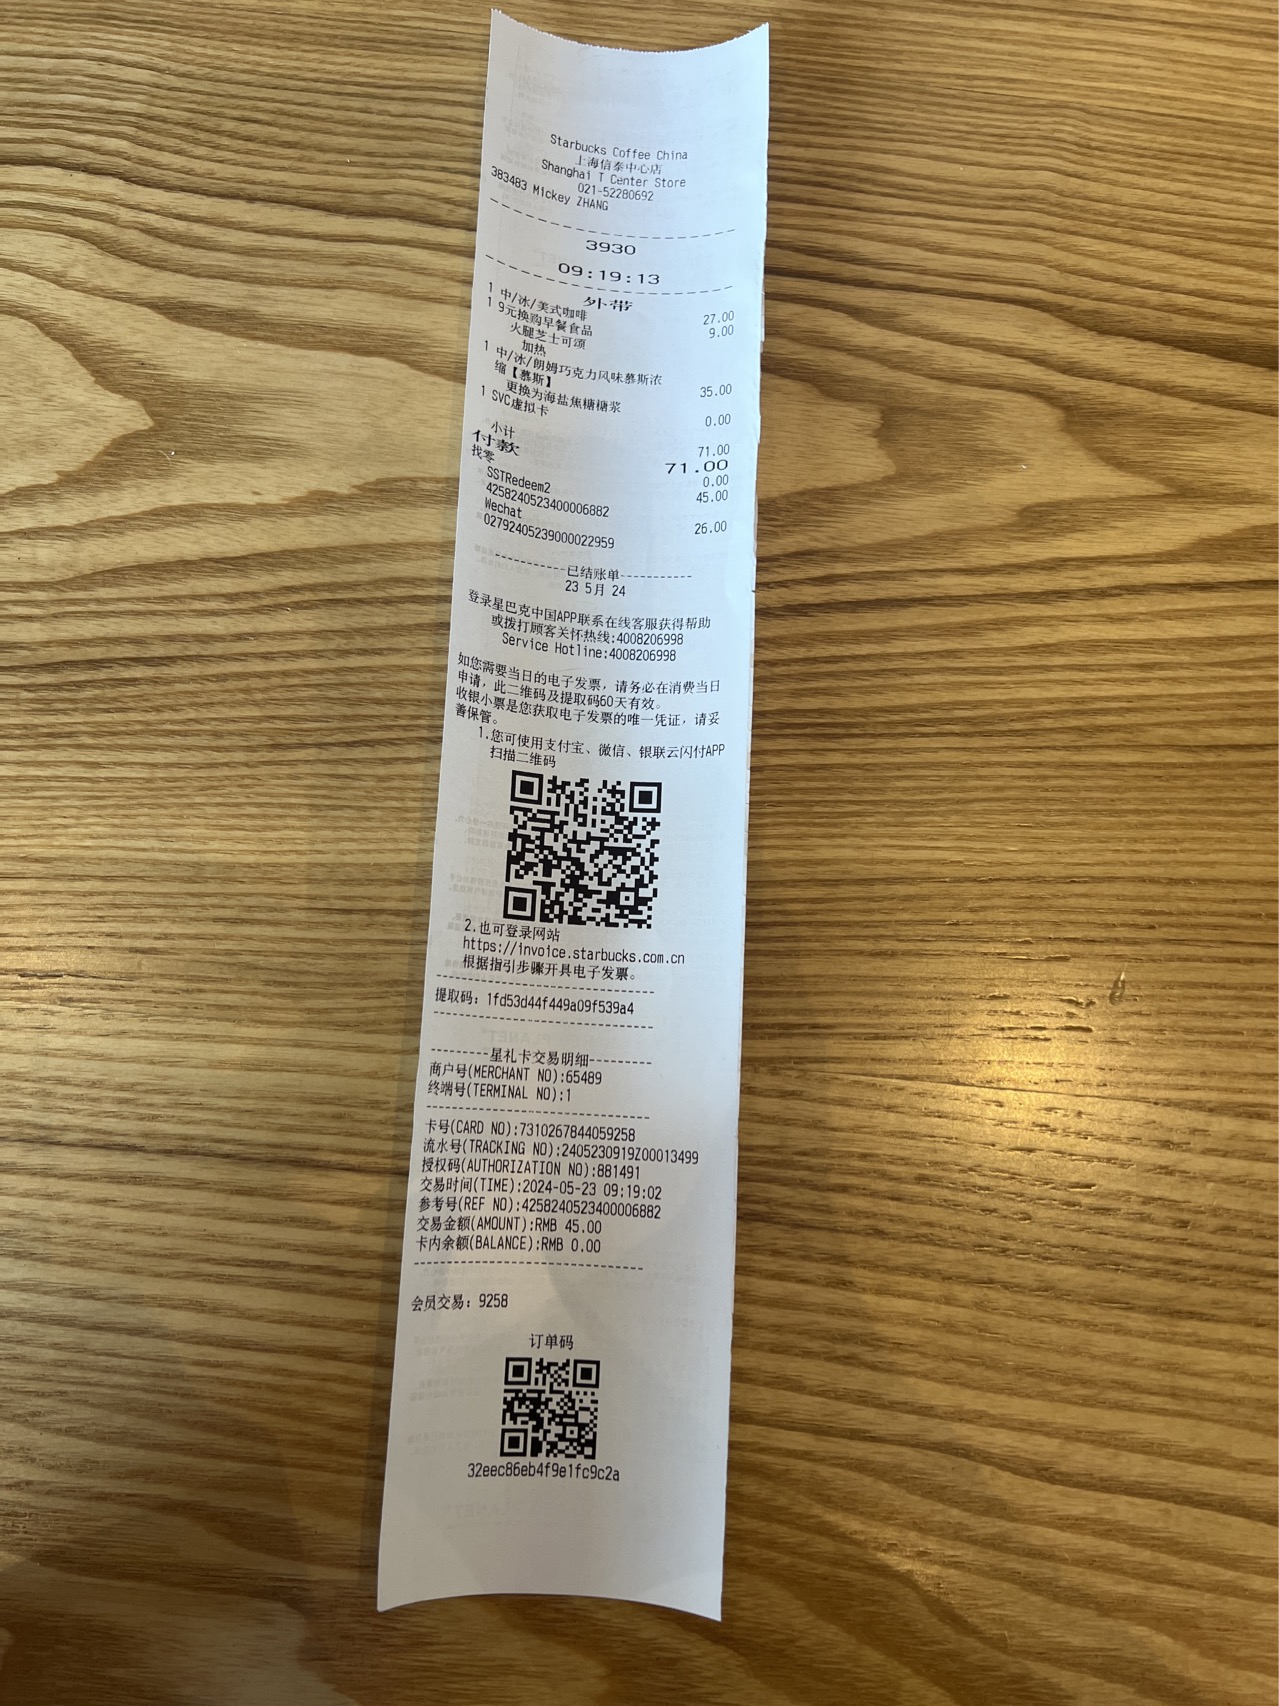 Starbucks Coffee China
上海信泰中心店
Shanghai T Center Store
021-52280692
383483 Mickey ZHANG
3930
09:19:13
外带
1 中/冰/美式咖啡 27.00
1 9元换购早餐食品 9.00
火腿芝士可颂
加热
1 中/冰/朗姆巧克力风味慕斯浓
缩【慕斯】 35.00
更换为海盐焦糖糖浆
1 SVC虚拟卡 0.00
小计 71.00
付款 71.00
找零 0.00
SSTRedeem2 45.00
4258240523400006882
Wechat 26.00
02792405239000022959
------------已结账单------------
23 5月 24
登录星巴克中国APP联系在线客服获得帮助
或拨打顾客关怀热线:4008206998
Service Hotline:4008206998
如您需要当日的电子发票，请务必在消费当日
申请，此二维码及提取码60天有效。
收银小票是您获取电子发票的唯一凭证，请妥
善保管。
1.您可使用支付宝、微信、银联云闪付APP
扫描二维码
2.也可登录网站
https://invoice.starbucks.com.cn
根据指引步骤开具电子发票。
提取码：1fd53d44f449a09f539a4
---------星礼卡交易明细---------
商户号(MERCHANT NO):65489
终端号(TERMINAL NO):1
卡号(CARD NO):7310267844059258
流水号(TRACKING NO):2405230919Z00013499
授权码(AUTHORIZATION NO):881491
交易时间(TIME):2024-05-23 09:19:02
参考号(REF NO):4258240523400006882
交易金额(AMOUNT):RMB 45.00
卡内余额(BALANCE):RMB 0.00
会员交易：9258
订单码
32eec86eb4f9e1fc9c2a